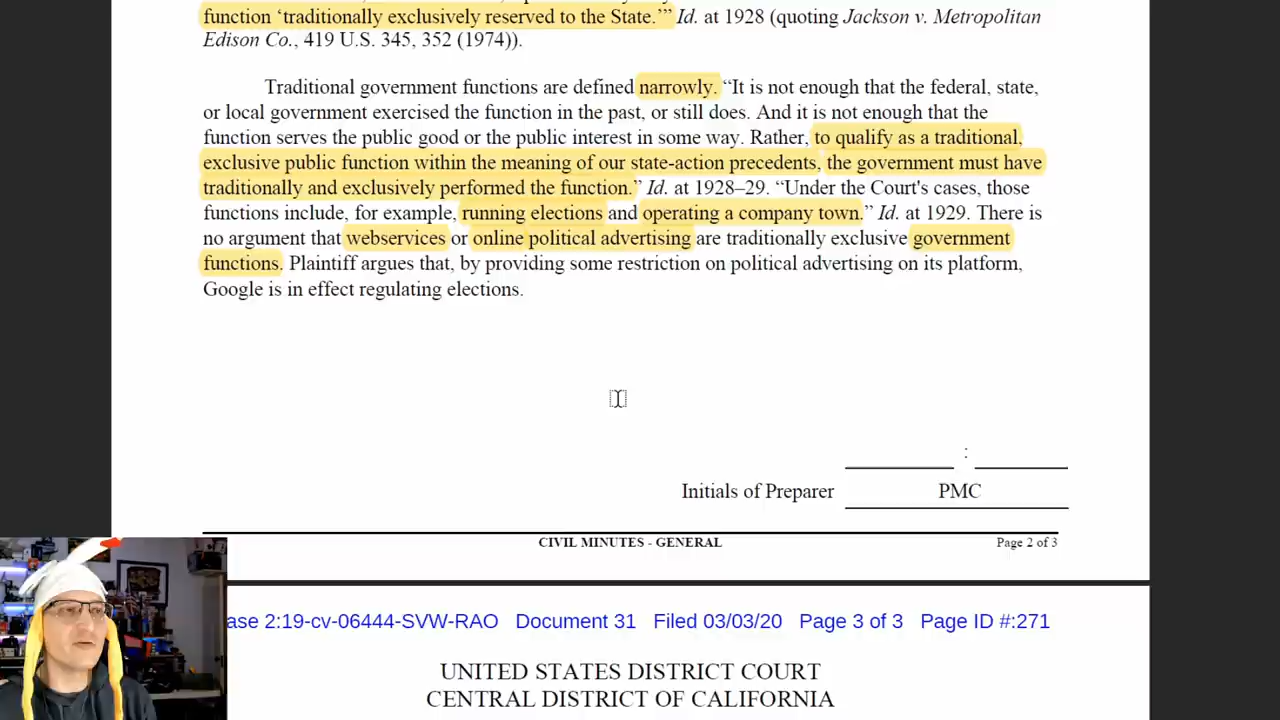 function ‘traditionally exclusively reserved to the State.’” Id. at 1928 (quoting Jackson v. Metropolitan
Edison Co., 419 U.S. 345, 352 (1974)).
Traditional government functions are defined narrowly. “It is not enough that the federal, state,
or local government exercised the function in the past, or still does. And it is not enough that the
function serves the public good or the public interest in some way. Rather, to qualify as a traditional,
exclusive public function within the meaning of our state-action precedents, the government must have
traditionally and exclusively performed the function.” Id. at 1928–29. “Under the Court's cases, those
functions include, for example, running elections and operating a company town.” Id. at 1929. There is
no argument that webservices or online political advertising are traditionally exclusive government
functions. Plaintiff argues that, by providing some restriction on political advertising on its platform,
Google is in effect regulating elections.
:
Initials of Preparer PMC
CIVIL MINUTES - GENERAL Page 2 of 3
ase 2:19-cv-06444-SVW-RAO Document 31 Filed 03/03/20 Page 3 of 3 Page ID #:271
UNITED STATES DISTRICT COURT
CENTRAL DISTRICT OF CALIFORNIA